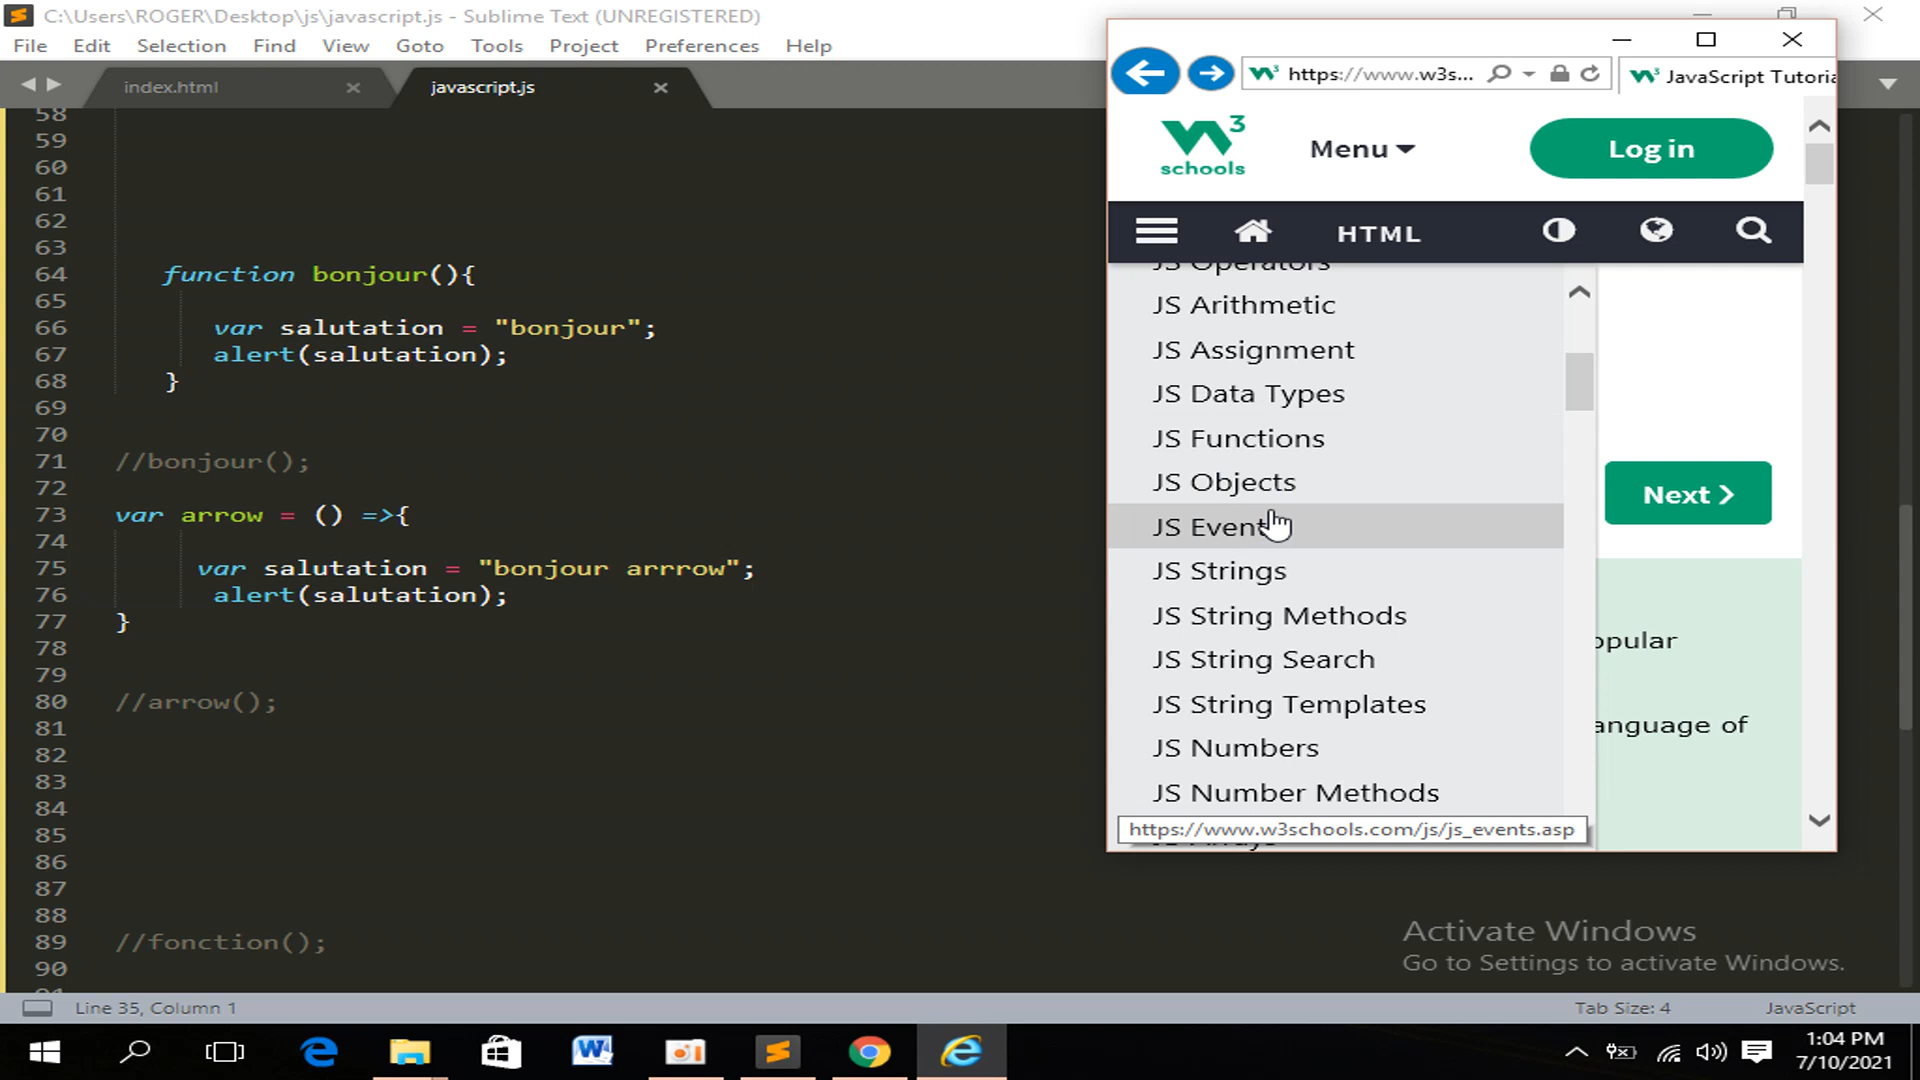 C:\Users\ROGER\Desktop\js\javascript.js - Sublime Text (UNREGISTERED)
File Edit Selection Find View Goto Tools Project Preferences Help
index.html
javascript.js
58
59
60
61
62
63
64 function bonjour(){
65
66 var salutation = "bonjour";
67 alert(salutation);
68 }
69
70
71 //bonjour();
72
73 var arrow = () =>{
74
75 var salutation = "bonjour arrrow";
76 alert(salutation);
77 }
78
79
80 //arrow();
81
82
83
84
85
86
87
88
89 //fonction();
90
Line 35, Column 1
Tab Size: 4
JavaScript
https://www.w3s...
JavaScript Tutoria
W3
schools
Menu
Log in
HTML
JS Operators
JS Arithmetic
JS Assignment
JS Data Types
JS Functions
JS Objects
JS Event
JS Strings
JS String Methods
JS String Search
JS String Templates
JS Numbers
JS Number Methods
https://www.w3schools.com/js/js_events.asp
Next
opular
anguage of
Activate Windows
Go to Settings to activate Windows.
1:04 PM
7/10/2021